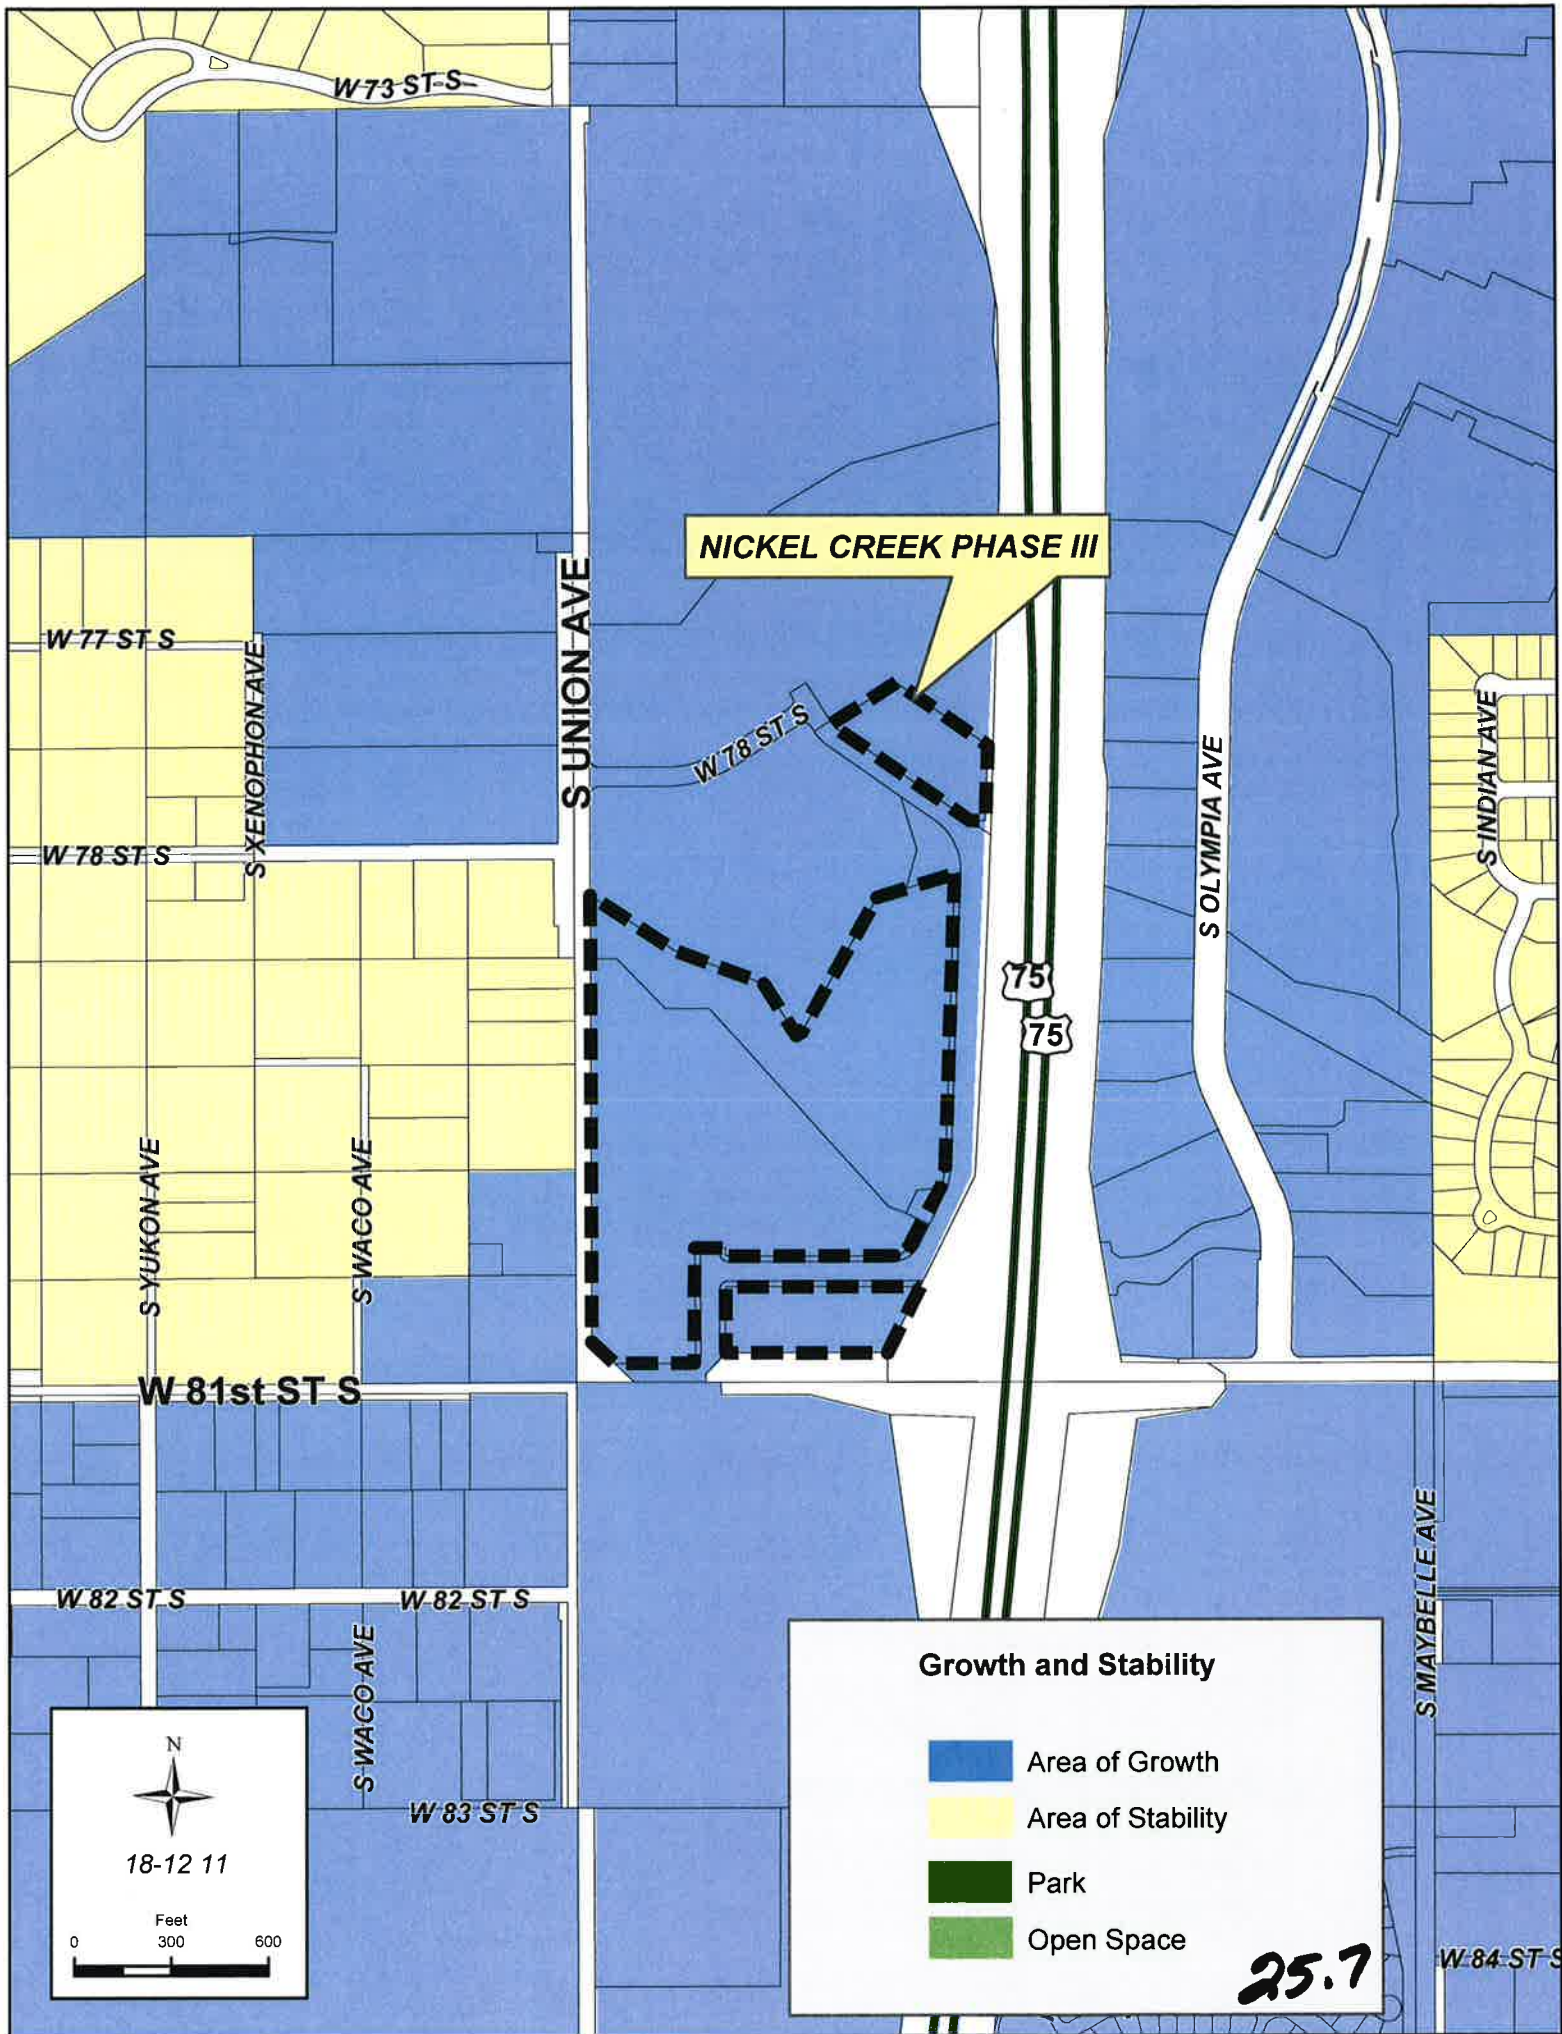 W 73 ST S
NICKEL CREEK PHASE III
S UNION AVE
W 77 ST S
S XENOPHON AVE
W 78 ST S
S INDIAN AVE
S OLYMPIA AVE
W 78 ST S
75
75
S YUKON AVE
S WACO AVE
W 81st ST S
S MAYBELLE AVE
W 82 ST S
W 82 ST S
S WACO AVE
W 83 ST S
N
18-12 11
Feet
0 300 600
Growth and Stability
Area of Growth
Area of Stability
Park
Open Space
W 84 ST S
25.7